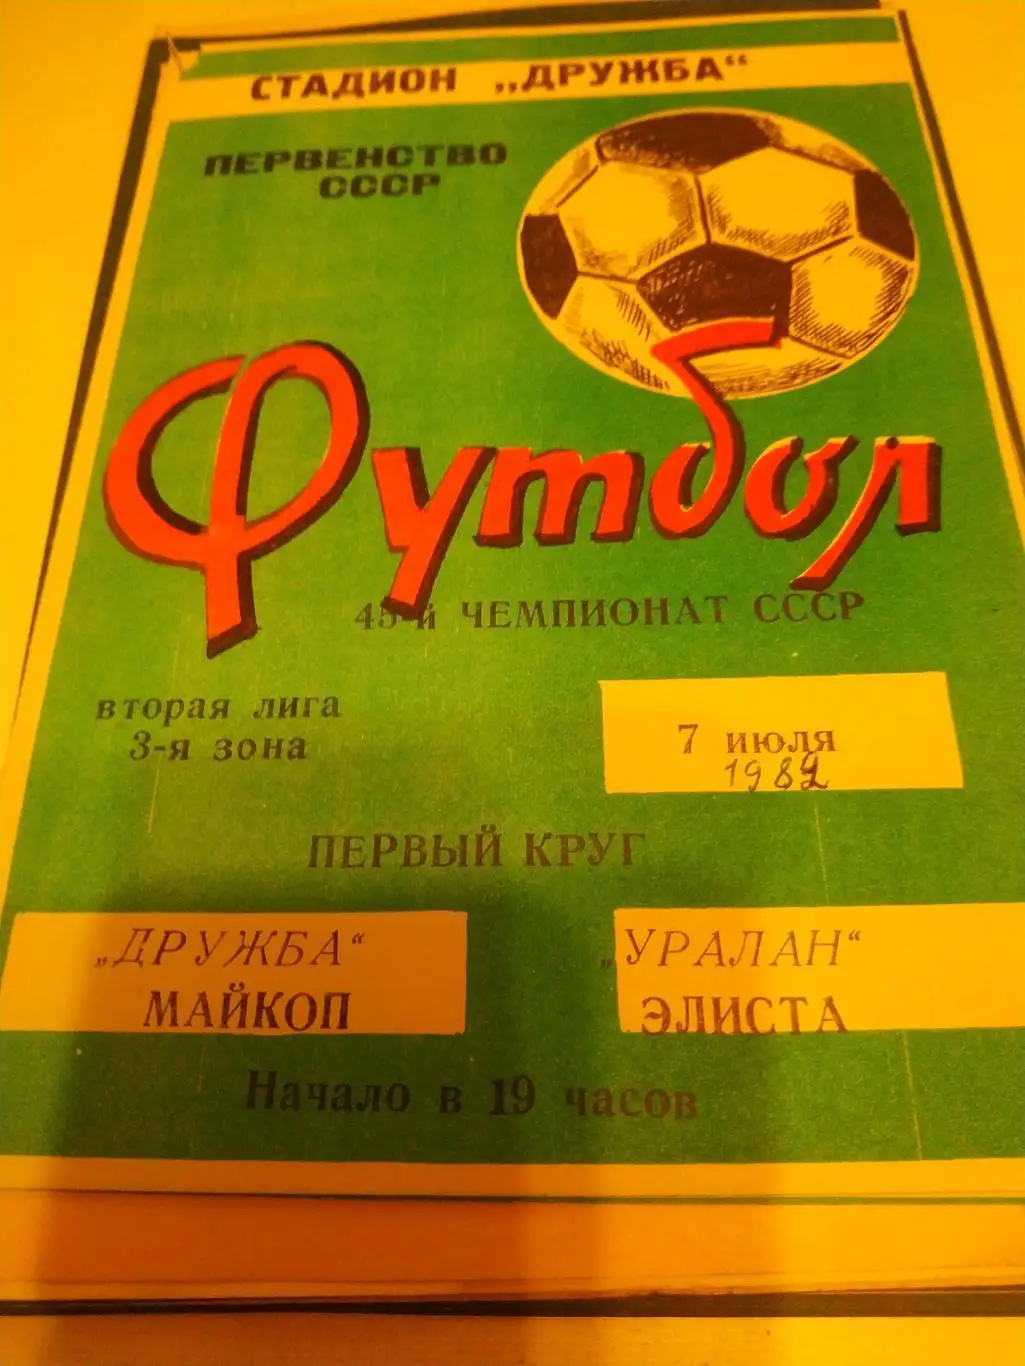 СТАДИОН „ДРУЖБА“
ПЕРВЕНСТВО
СССР
Футбол
45-й ЧЕМПИОНАТ СССР
вторая лига
3-я зона
7 июля
1982
ПЕРВЫЙ КРУГ
„ДРУЖБА“
МАЙКОП
„УРАЛАН“
ЭЛИСТА
Начало в 19 часов